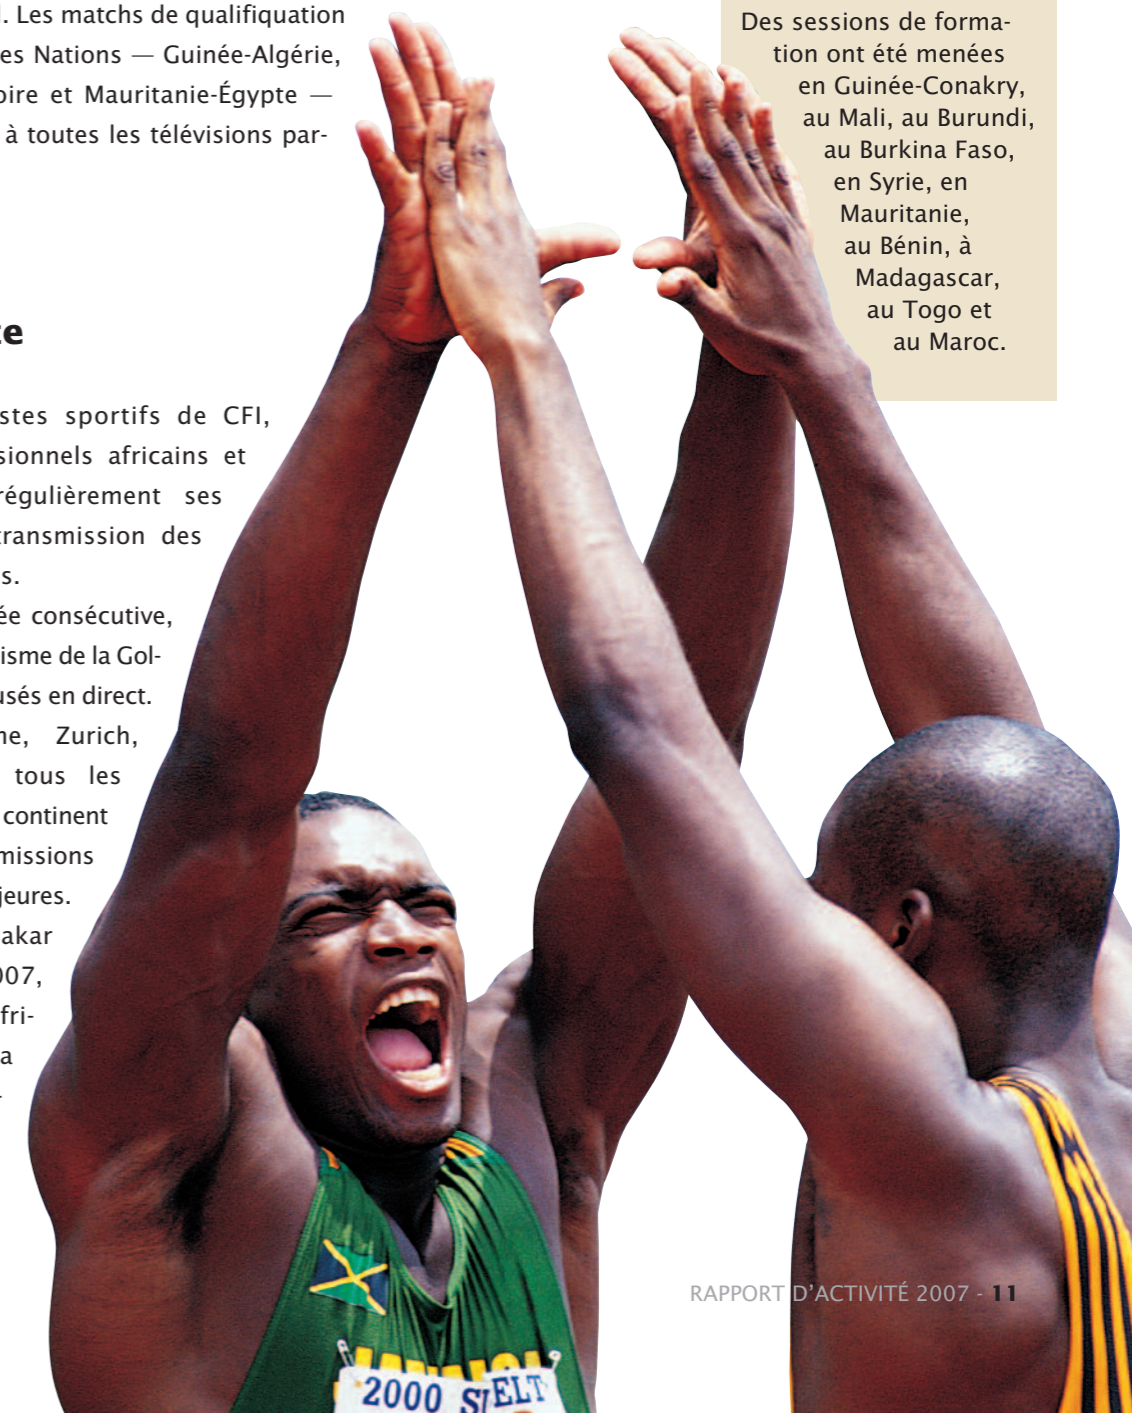 l. Les matchs de qualifiquation
es Nations — Guinée-Algérie,
oire et Mauritanie-Égypte —
à toutes les télévisions par-
te
stes sportifs de CFI,
sionnels africains et
régulièrement ses
transmission des
s.
ée consécutive,
isme de la Gol-
usés en direct.
ne, Zurich,
tous les
continent
missions
jeures.
akar
007,
fri-
a
Des sessions de forma-
tion ont été menées
en Guinée-Conakry,
au Mali, au Burundi,
au Burkina Faso,
en Syrie, en
Mauritanie,
au Bénin, à
Madagascar,
au Togo et
au Maroc.
2000
RAPPORT D'ACTIVITÉ 2007 - 11